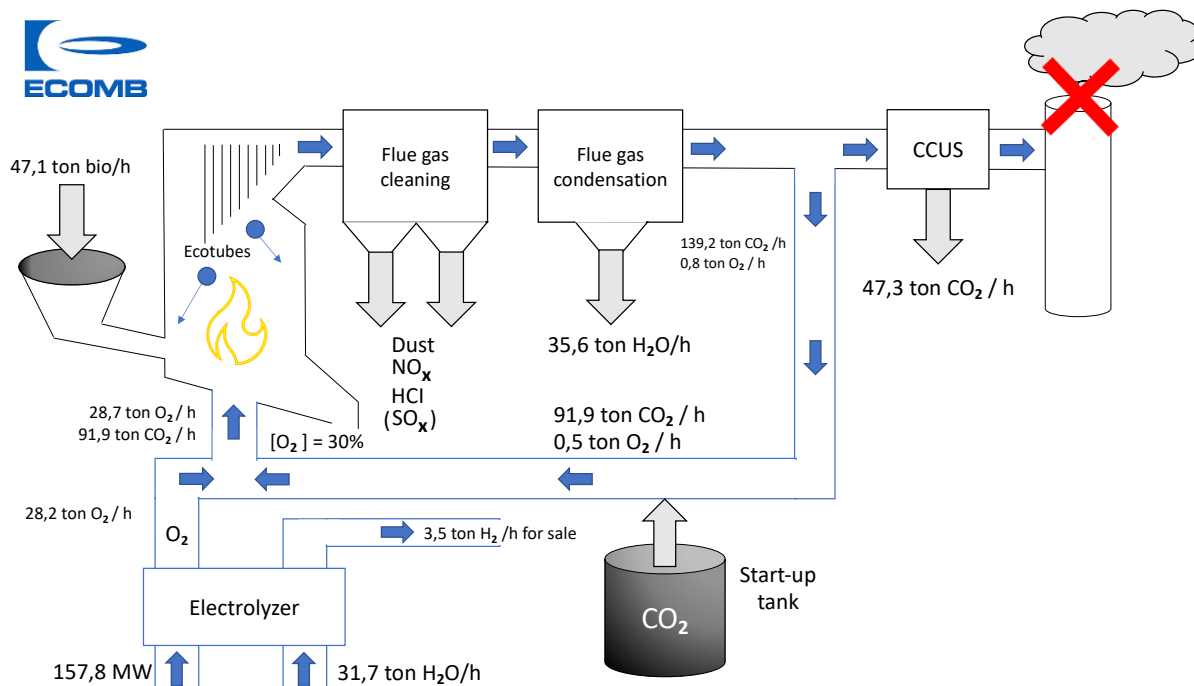 ECOMB
47,1 ton bio/h
Ecotubes
Flue gas
cleaning
Flue gas
condensation
CCUS
139,2 ton CO₂ /h
0,8 ton O₂ / h
47,3 ton CO₂ / h
Dust
NOₓ
HCl
(SOₓ)
35,6 ton H₂O/h
28,7 ton O₂ / h
91,9 ton CO₂ / h
[O₂ ] = 30%
91,9 ton CO₂ / h
0,5 ton O₂ / h
28,2 ton O₂ / h
O₂
3,5 ton H₂ /h for sale
Electrolyzer
CO₂
Start-up
tank
157,8 MW
31,7 ton H₂O/h